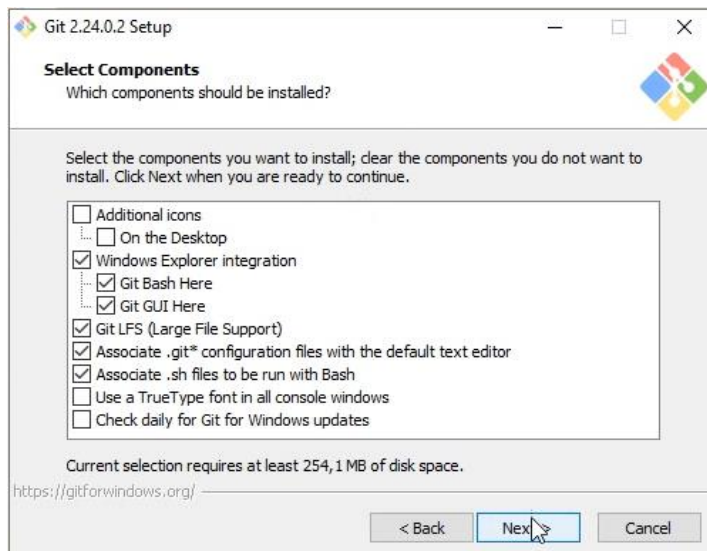 Git 2.24.0.2 Setup
Select Components
Which components should be installed?
Select the components you want to install; clear the components you do not want to
install. Click Next when you are ready to continue.
Additional icons
On the Desktop
Windows Explorer integration
Git Bash Here
Git GUI Here
Git LFS (Large File Support)
Associate .git* configuration files with the default text editor
Associate .sh files to be run with Bash
Use a TrueType font in all console windows
Check daily for Git for Windows updates
Current selection requires at least 254,1 MB of disk space.
https://gitforwindows.org/
< Back
Next >
Cancel